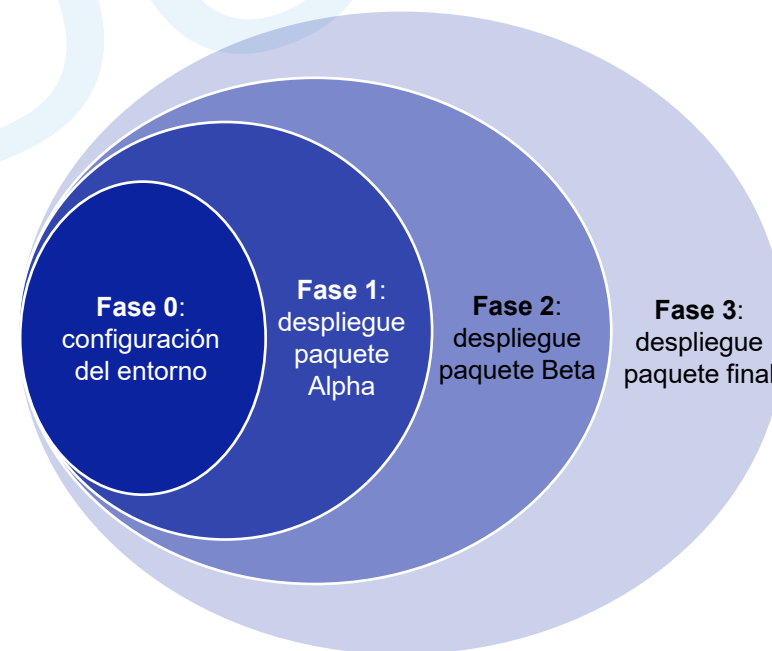 Fase 0:
configuración
del entorno
Fase 1:
despliegue
paquete
Alpha
Fase 2:
despliegue
paquete Beta
Fase 3:
despliegue
paquete final